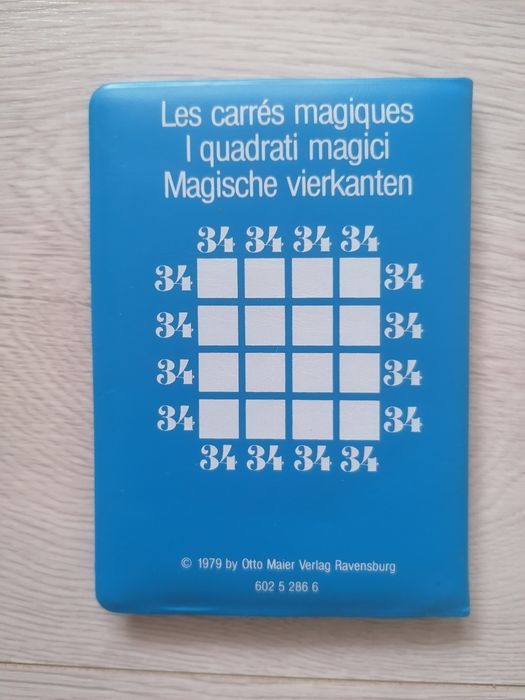 Les carrés magiques
I quadrati magici
Magische vierkanten
34 34 34 34
34 34
34 34
34 34
34 34
34 34 34 34
© 1979 by Otto Maier Verlag Ravensburg
602 5 286 6